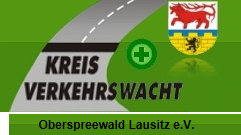 KREIS
VERKEHRSWACHT
Oberspreewald Lausitz e.V.